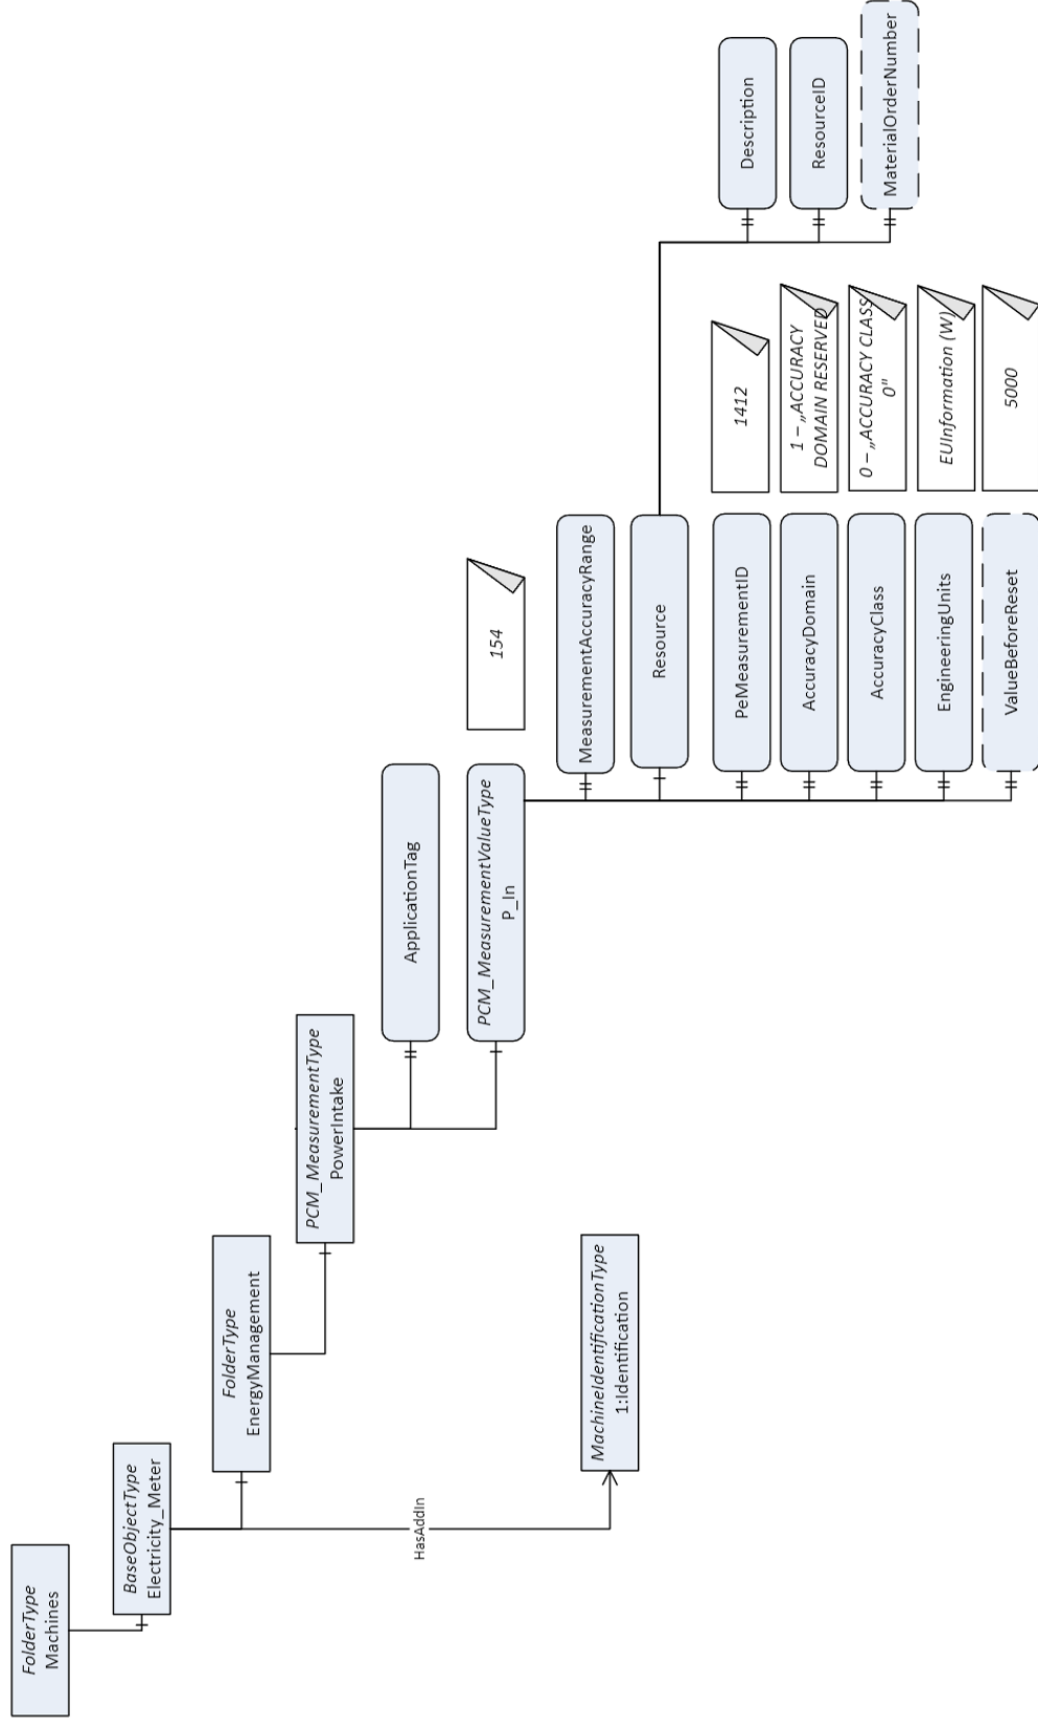 FolderType
Machines
BaseObjectType
Electricity_Meter
FolderType
EnergyManagement
HasAddIn
MachineIdentificationType
1:Identification
PCM_MeasurementType
PowerIntake
ApplicationTag
PCM_MeasurementValueType
P_In
154
MeasurementAccuracyRange
Resource
Description
ResourceID
MaterialOrderNumber
PeMeasurementID
1412
AccuracyDomain
1 – „ACCURACY
DOMAIN RESERVED
AccuracyClass
0 – „ACCURACY CLASS
0"
EngineeringUnits
EUInformation (W)
ValueBeforeReset
5000